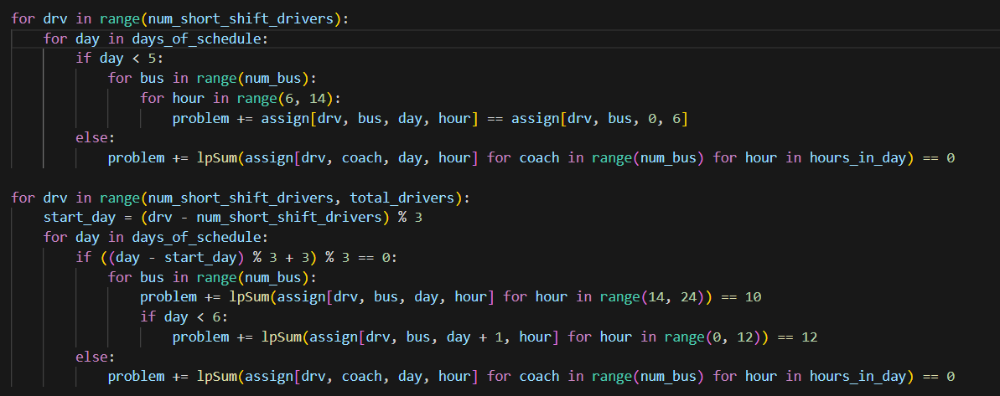 for drv in range(num_short_shift_drivers):
    for day in days_of_schedule:
        if day < 5:
            for bus in range(num_bus):
                for hour in range(6, 14):
                    problem += assign[drv, bus, day, hour] == assign[drv, bus, 0, 6]
        else:
            problem += lpSum(assign[drv, coach, day, hour] for coach in range(num_bus) for hour in hours_in_day) == 0

for drv in range(num_short_shift_drivers, total_drivers):
    start_day = (drv - num_short_shift_drivers) % 3
    for day in days_of_schedule:
        if ((day - start_day) % 3 + 3) % 3 == 0:
            for bus in range(num_bus):
                problem += lpSum(assign[drv, bus, day, hour] for hour in range(14, 24)) == 10
                if day < 6:
                    problem += lpSum(assign[drv, bus, day + 1, hour] for hour in range(0, 12)) == 12
        else:
            problem += lpSum(assign[drv, coach, day, hour] for coach in range(num_bus) for hour in hours_in_day) == 0